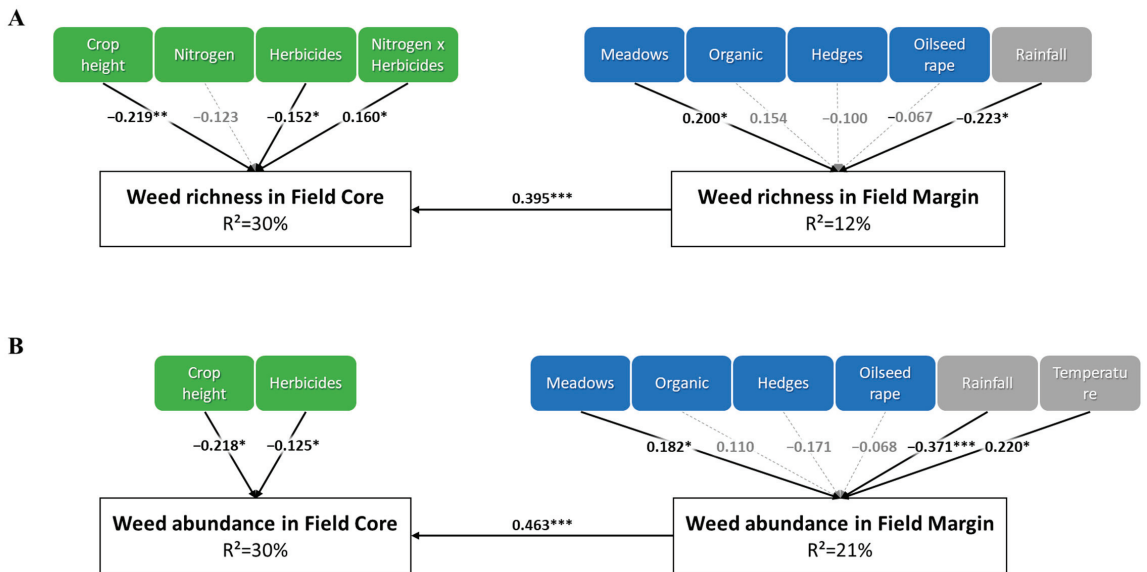 A
Crop
height
Nitrogen
Herbicides
Nitrogen x
Herbicides
Meadows
Organic
Hedges
Oilseed
rape
Rainfall
−0.219**
−0.123
−0.152*
0.160*
0.200*
0.154
−0.100
−0.067
−0.223*
Weed richness in Field Core
R²=30%
0.395***
Weed richness in Field Margin
R²=12%
B
Crop
height
Herbicides
Meadows
Organic
Hedges
Oilseed
rape
Rainfall
Temperatu
re
−0.218*
−0.125*
0.182*
0.110
−0.171
−0.068
−0.371***
0.220*
Weed abundance in Field Core
R²=30%
0.463***
Weed abundance in Field Margin
R²=21%